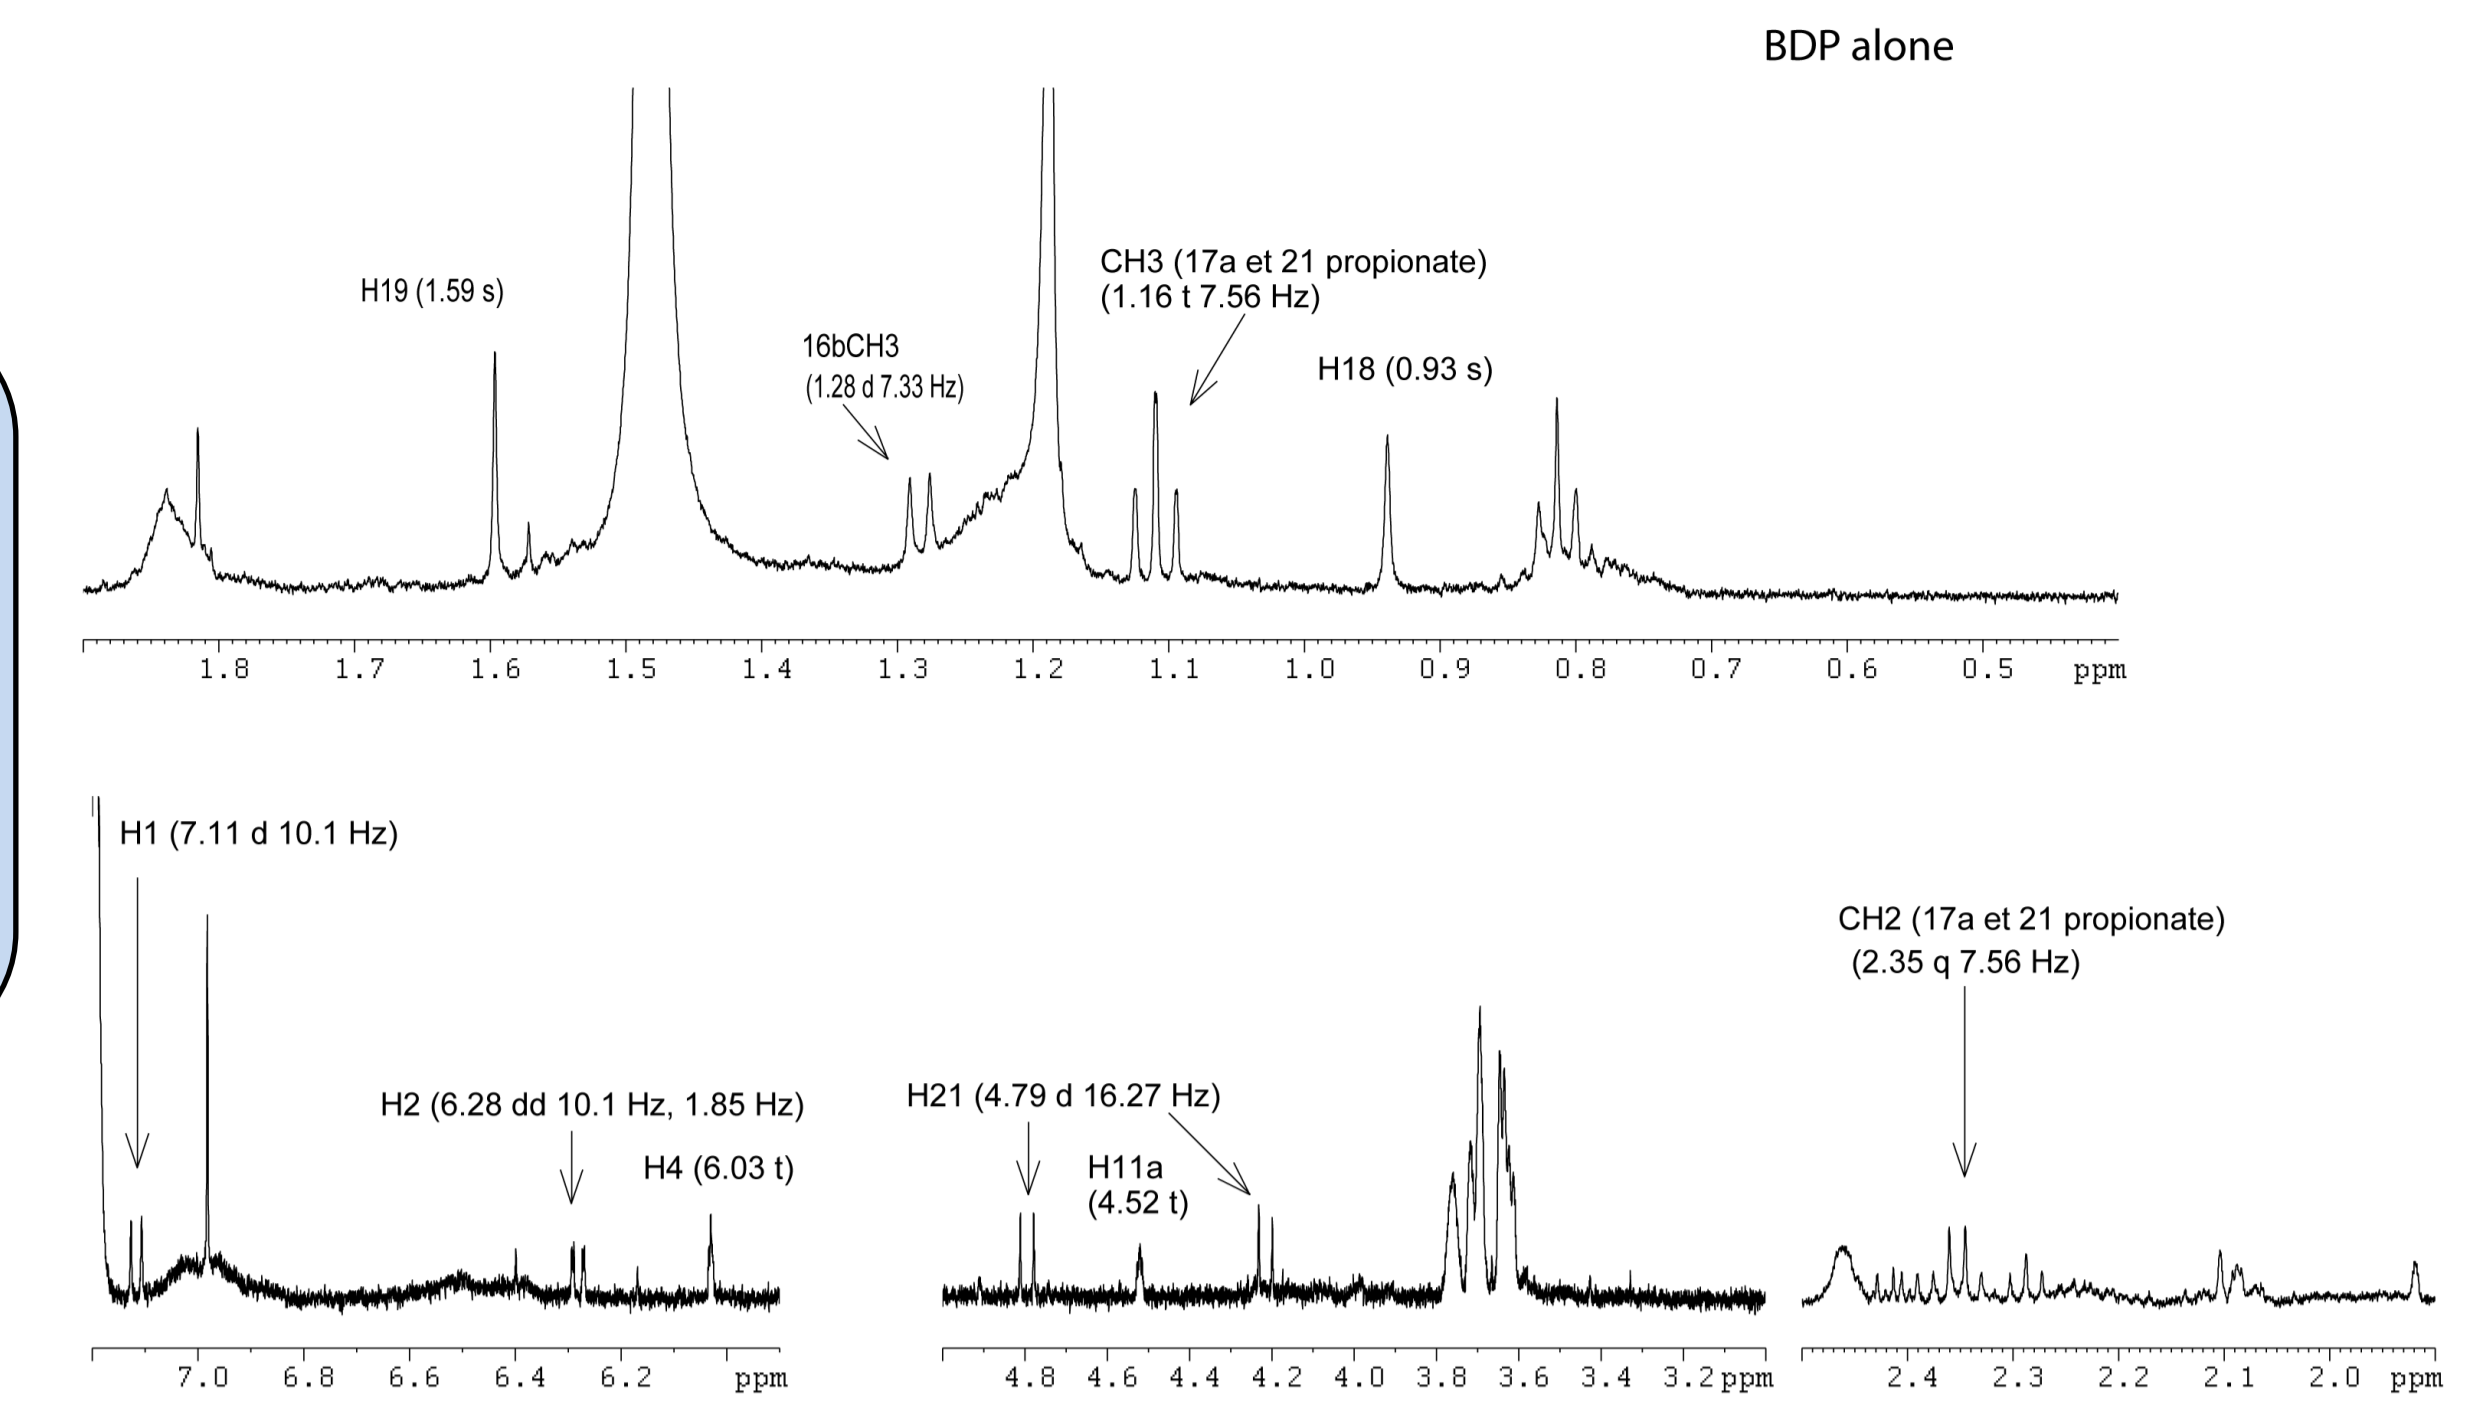 BDP alone
CH3 (17a et 21 propionate)
(1.16 t 7.56 Hz)
H19 (1.59 s)
16bCH3
(1.28 d 7.33 Hz)
H18 (0.93 s)
1.8 1.7 1.6 1.5 1.4 1.3 1.2 1.1 1.0 0.9 0.8 0.7 0.6 0.5 ppm
H1 (7.11 d 10.1 Hz)
H2 (6.28 dd 10.1 Hz, 1.85 Hz)
H4 (6.03 t)
7.0 6.8 6.6 6.4 6.2 ppm
H21 (4.79 d 16.27 Hz)
H11a
(4.52 t)
4.8 4.6 4.4 4.2 4.0 3.8 3.6 3.4 3.2 ppm
CH2 (17a et 21 propionate)
(2.35 q 7.56 Hz)
2.4 2.3 2.2 2.1 2.0 ppm